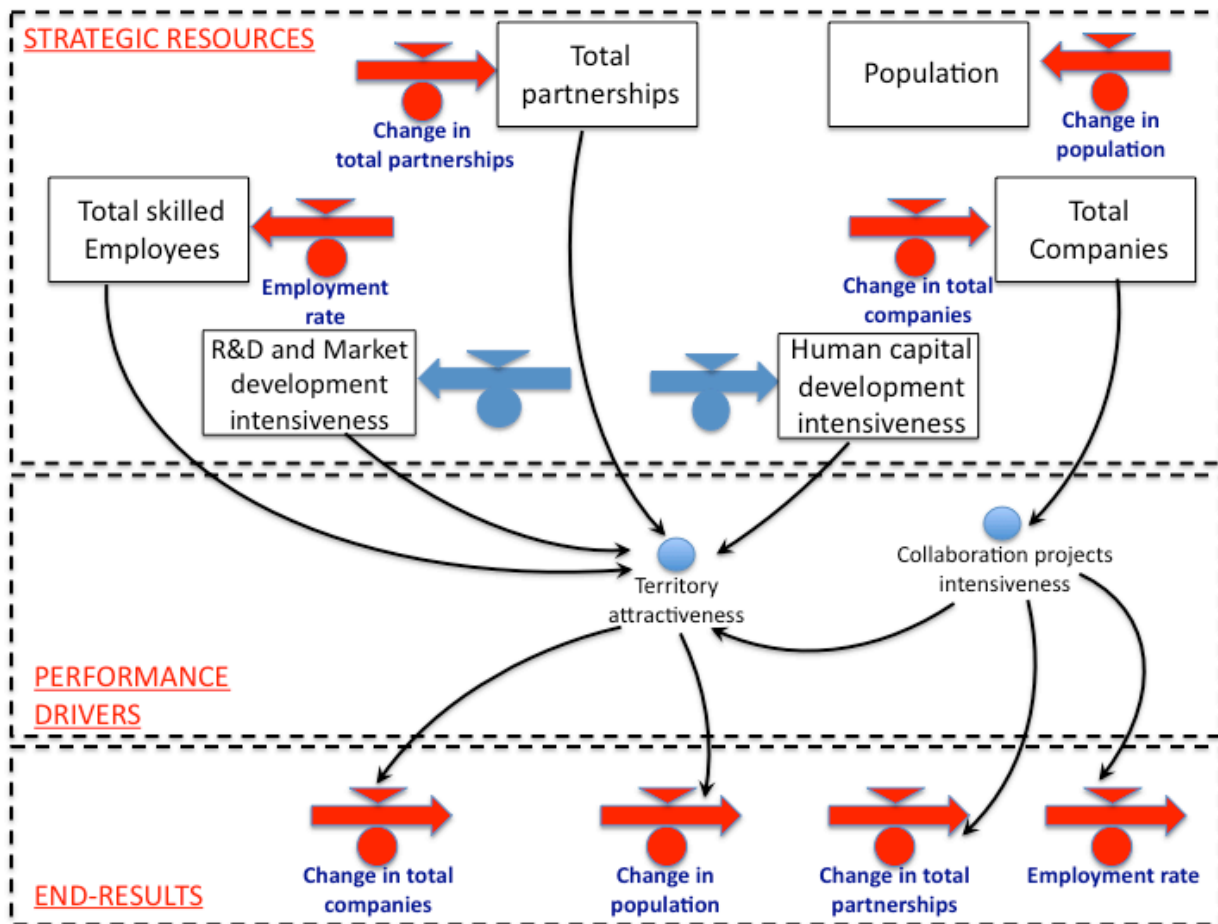 STRATEGIC RESOURCES
Total
partnerships
Population
Change in
total partnerships
Change in
population
Total skilled
Employees
Total
Companies
Employment
rate
Change in total
companies
R&D and Market
development
intensiveness
Human capital
development
intensiveness
Territory
attractiveness
Collaboration projects
intensiveness
PERFORMANCE
DRIVERS
Change in total
companies
Change in
population
Change in total
partnerships
Employment rate
END-RESULTS